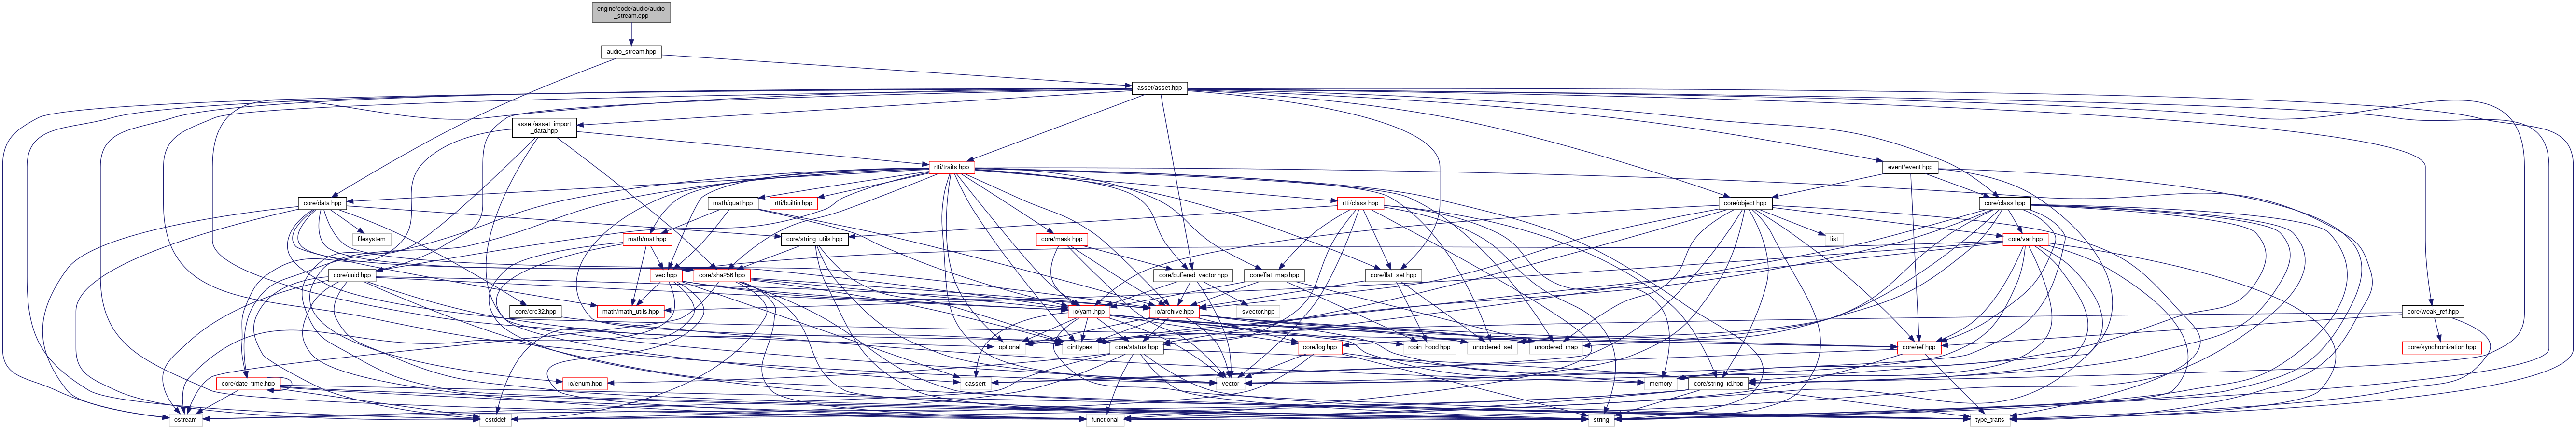 engine/code/audio/audio
_stream.cpp
audio_stream.hpp
asset/asset.hpp
asset/asset_import
_data.hpp
rtti/traits.hpp
event/event.hpp
core/data.hpp
math/quat.hpp
rtti/builtin.hpp
rtti/class.hpp
core/object.hpp
core/class.hpp
filesystem
math/mat.hpp
core/string_utils.hpp
core/mask.hpp
list
core/var.hpp
core/uuid.hpp
vec.hpp
core/sha256.hpp
core/buffered_vector.hpp
core/flat_map.hpp
core/flat_set.hpp
core/crc32.hpp
math/math_utils.hpp
io/yaml.hpp
io/archive.hpp
svector.hpp
core/weak_ref.hpp
optional
cinttypes
core/status.hpp
core/log.hpp
robin_hood.hpp
unordered_set
unordered_map
core/ref.hpp
core/synchronization.hpp
core/date_time.hpp
io/enum.hpp
cassert
vector
memory
core/string_id.hpp
ostream
cstddef
functional
string
type_traits